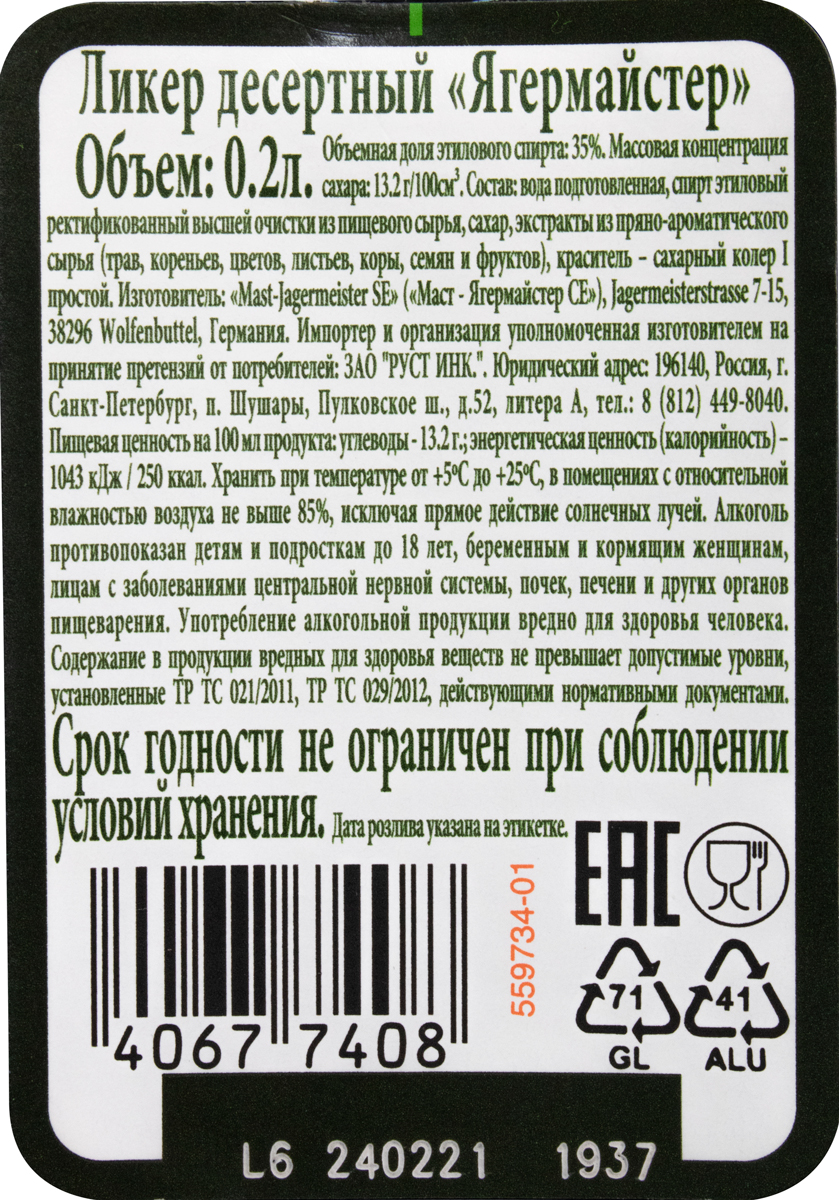 Ликер десертный «Ягермайстер»
Объем: 0.2л. Объемная доля этилового спирта: 35%. Массовая концентрация
сахара: 13.2 г/100см³. Состав: вода подготовленная, спирт этиловый
ректификованный высшей очистки из пищевого сырья, сахар, экстракты из пряно-ароматического
сырья (трав, кореньев, цветов, листьев, коры, семян и фруктов), краситель – сахарный колер I
простой. Изготовитель: «Mast-Jagermeister SE» («Маст - Ягермайстер СЕ»), Jagermeisterstrasse 7-15,
38296 Wolfenbuttel, Германия. Импортер и организация уполномоченная изготовителем на
принятие претензий от потребителей: ЗАО "РУСТ ИНК.". Юридический адрес: 196140, Россия, г.
Санкт-Петербург, п. Шушары, Пулковское ш., д.52, литера А, тел.: 8 (812) 449-8040.
Пищевая ценность на 100 мл продукта: углеводы - 13.2 г.; энергетическая ценность (калорийность) –
1043 кДж / 250 ккал. Хранить при температуре от +5ºС до +25ºС, в помещениях с относительной
влажностью воздуха не выше 85%, исключая прямое действие солнечных лучей. Алкоголь
противопоказан детям и подросткам до 18 лет, беременным и кормящим женщинам,
лицам с заболеваниями центральной нервной системы, почек, печени и других органов
пищеварения. Употребление алкогольной продукции вредно для здоровья человека.
Содержание в продукции вредных для здоровья веществ не превышает допустимые уровни,
установленные ТР ТС 021/2011, ТР ТС 029/2012, действующими нормативными документами.
Срок годности не ограничен при соблюдении
условий хранения. Дата розлива указана на этикетке.
EAC
559734-01
71 41
GL ALU
4067 7408
L6 240221 1937